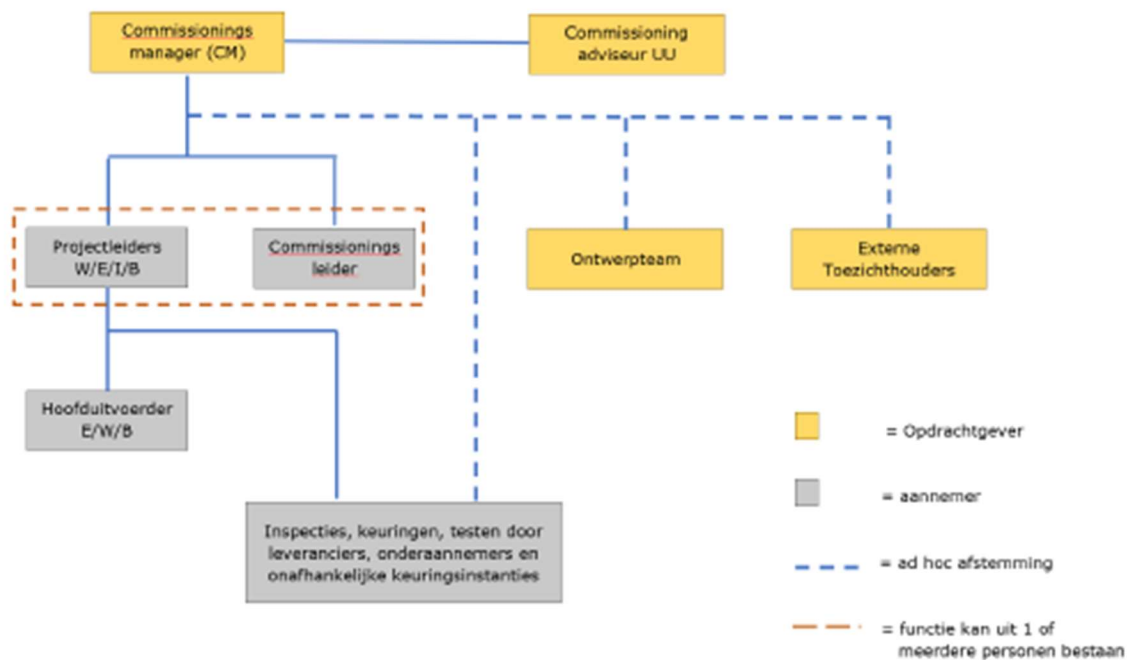 Commissionings
manager (CM)
Commissioning
adviseur UU
Projectleiders
W/E/I/B
Commissionings
leider
Ontwerpteam
Externe
Toezichthouders
Hoofduitvoerder
E/W/B
Inspecties, keuringen, testen door
leveranciers, onderaannemers en
onafhankelijke keuringsinstanties
= Opdrachtgever
= aannemer
= ad hoc afstemming
= functie kan uit 1 of
meerdere personen bestaan